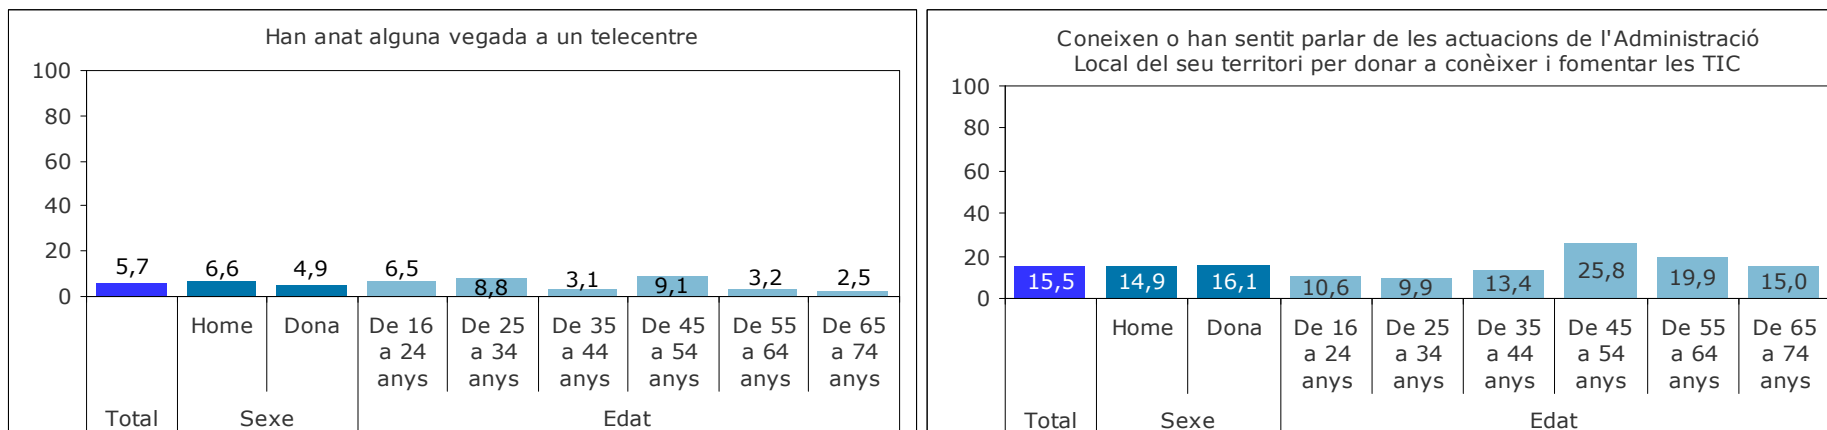 Han anat alguna vegada a un telecentre
100
80
60
40
20
0
5,7
6,6
4,9
6,5
8,8
3,1
9,1
3,2
2,5
Home
Dona
De 16 a 24 anys
De 25 a 34 anys
De 35 a 44 anys
De 45 a 54 anys
De 55 a 64 anys
De 65 a 74 anys
Total
Sexe
Edat
Coneixen o han sentit parlar de les actuacions de l'Administració
Local del seu territori per donar a conèixer i fomentar les TIC
100
80
60
40
20
0
15,5
14,9
16,1
10,6
9,9
13,4
25,8
19,9
15,0
Home
Dona
De 16 a 24 anys
De 25 a 34 anys
De 35 a 44 anys
De 45 a 54 anys
De 55 a 64 anys
De 65 a 74 anys
Total
Sexe
Edat